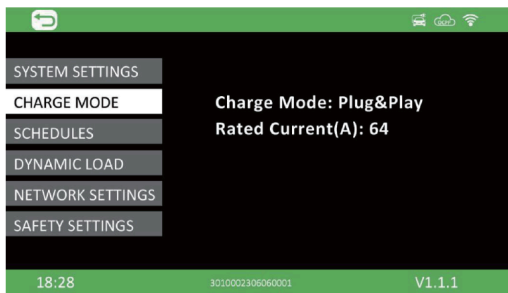 SYSTEM SETTINGS
CHARGE MODE
SCHEDULES
DYNAMIC LOAD
NETWORK SETTINGS
SAFETY SETTINGS
Charge Mode: Plug&Play
Rated Current(A): 64
18:28
3010002306060001
V1.1.1